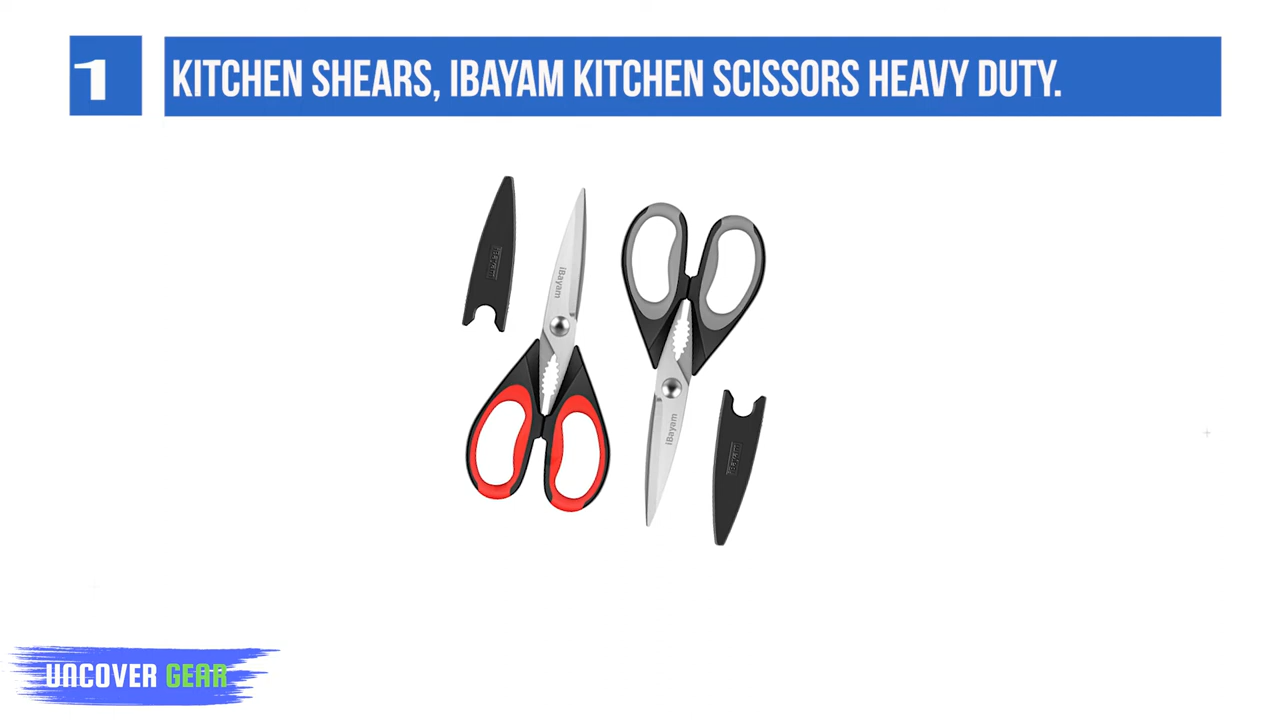 1
KITCHEN SHEARS, IBAYAM KITCHEN SCISSORS HEAVY DUTY.
iBayam
iBayam
UNCOVER GEAR